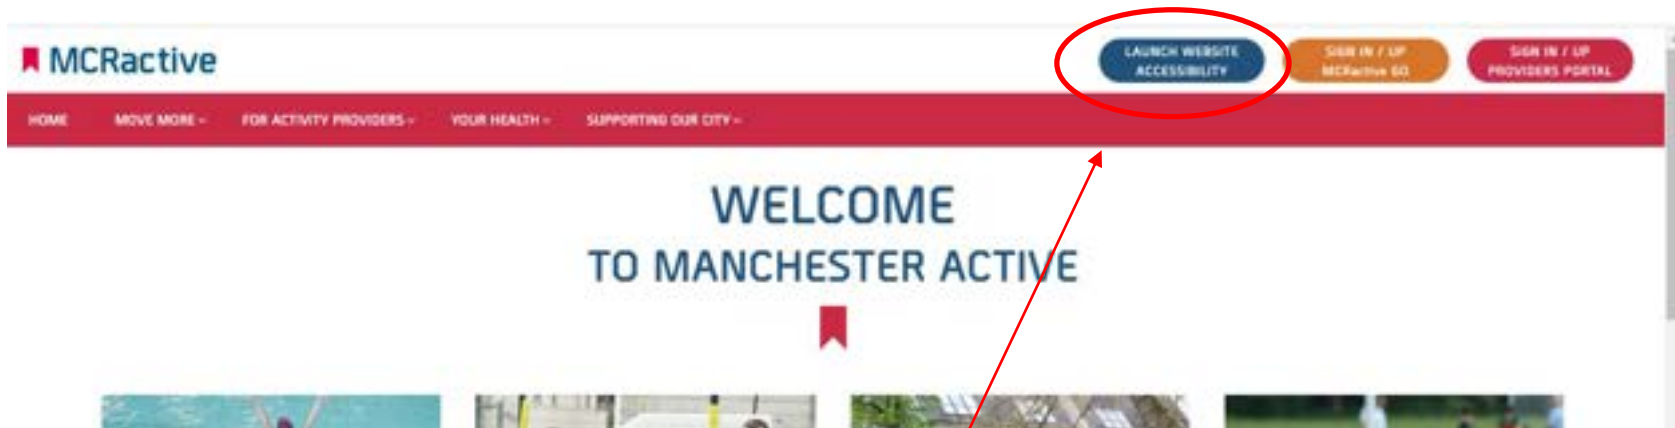 MCRactive
LAUNCH WEBSITE
ACCESSIBILITY
SIGN IN / UP
MCRactive GO
SIGN IN / UP
PROVIDERS PORTAL
HOME MOVE MORE FOR ACTIVITY PROVIDERS YOUR HEALTH SUPPORTING OUR CITY
WELCOME
TO MANCHESTER ACTIVE